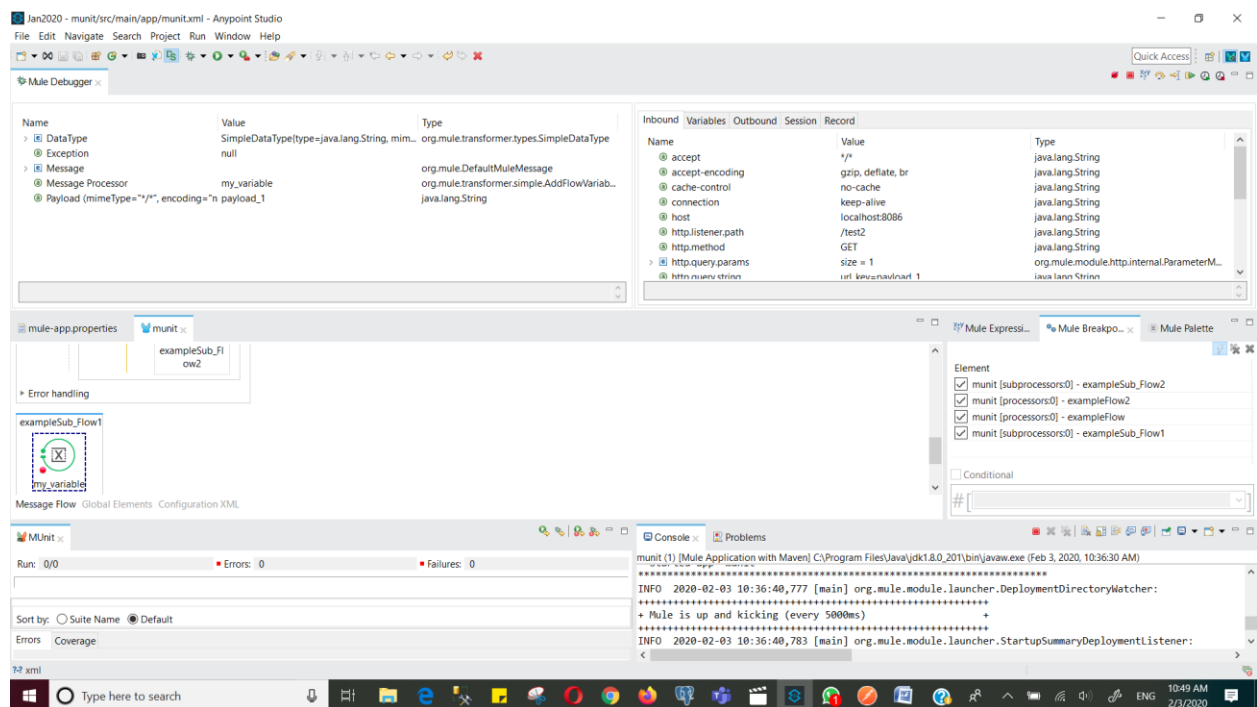 Jan2020 - munit/src/main/app/munit.xml - Anypoint Studio
File Edit Navigate Search Project Run Window Help
Quick Access
Mule Debugger
Name Value Type
DataType SimpleDataType{type=java.lang.String, mim... org.mule.transformer.types.SimpleDataType
Exception null
Message org.mule.DefaultMuleMessage
Message Processor my_variable org.mule.transformer.simple.AddFlowVariab...
Payload (mimeType="*/*", encoding="n payload_1 java.lang.String
Inbound Variables Outbound Session Record
Name Value Type
accept */* java.lang.String
accept-encoding gzip, deflate, br java.lang.String
cache-control no-cache java.lang.String
connection keep-alive java.lang.String
host localhost:8086 java.lang.String
http.listener.path /test2 java.lang.String
http.method GET java.lang.String
http.query.params size = 1 org.mule.module.http.internal.ParameterM...
http.query.string url_key=payload_1 java.lang.String
mule-app.properties munit
exampleSub_Fl
ow2
Error handling
exampleSub_Flow1
my_variable
Message Flow Global Elements Configuration XML
Mule Expressi... Mule Breakpo... Mule Palette
Element
munit [subprocessors:0] - exampleSub_Flow2
munit [processors:0] - exampleFlow2
munit [processors:0] - exampleFlow
munit [subprocessors:0] - exampleSub_Flow1
Conditional
#[ ]
MUnit
Run: 0/0 Errors: 0 Failures: 0
Sort by: Suite Name Default
Errors Coverage
Console Problems
munit (1) [Mule Application with Maven] C:\Program Files\Java\jdk1.8.0_201\bin\javaw.exe (Feb 3, 2020, 10:36:30 AM)
**********************************************************************
INFO 2020-02-03 10:36:40,777 [main] org.mule.module.launcher.DeploymentDirectoryWatcher:
++++++++++++++++++++++++++++++++++++++++++++++++++++++++++++
+ Mule is up and kicking (every 5000ms) +
++++++++++++++++++++++++++++++++++++++++++++++++++++++++++++
INFO 2020-02-03 10:36:40,783 [main] org.mule.module.launcher.StartupSummaryDeploymentListener:
xml
Type here to search
ENG
10:49 AM
2/3/2020